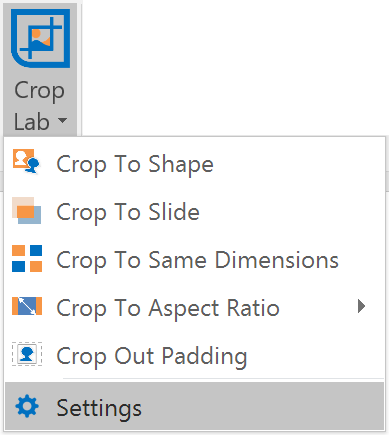 Crop
Lab
Crop To Shape
Crop To Slide
Crop To Same Dimensions
Crop To Aspect Ratio
Crop Out Padding
Settings